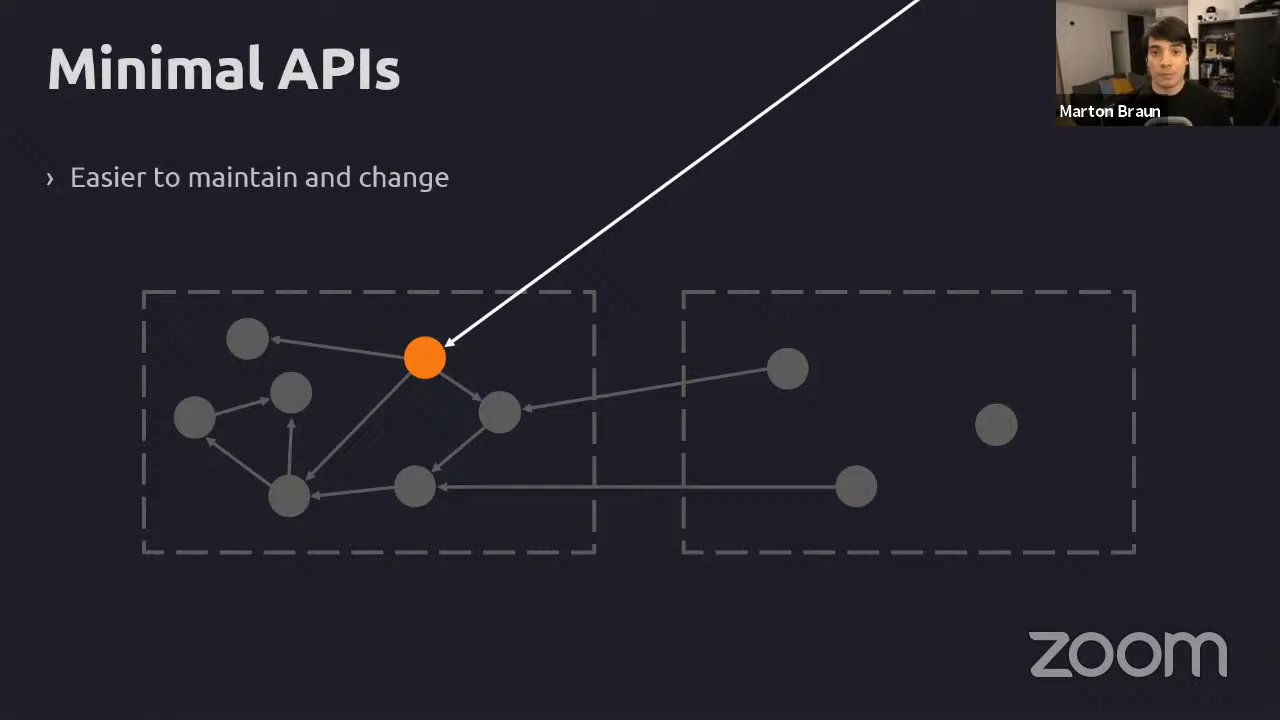 Minimal APIs
Marton Braun
› Easier to maintain and change
zoom